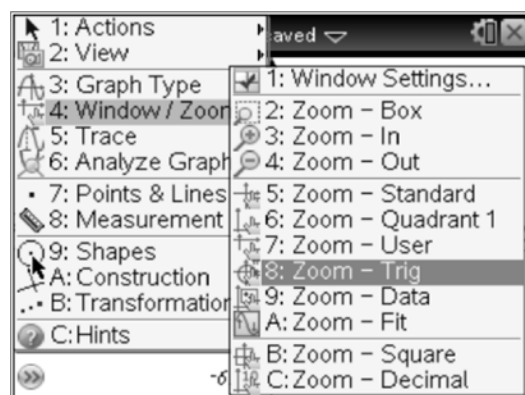 1: Actions
2: View
3: Graph Type
4: Window / Zoom
5: Trace
6: Analyze Graph
7: Points & Lines
8: Measurement
9: Shapes
A: Construction
B: Transformation
C: Hints
aved
1: Window Settings...
2: Zoom – Box
3: Zoom – In
4: Zoom – Out
5: Zoom – Standard
6: Zoom – Quadrant 1
7: Zoom – User
8: Zoom – Trig
9: Zoom – Data
A: Zoom – Fit
B: Zoom – Square
C: Zoom – Decimal
-6